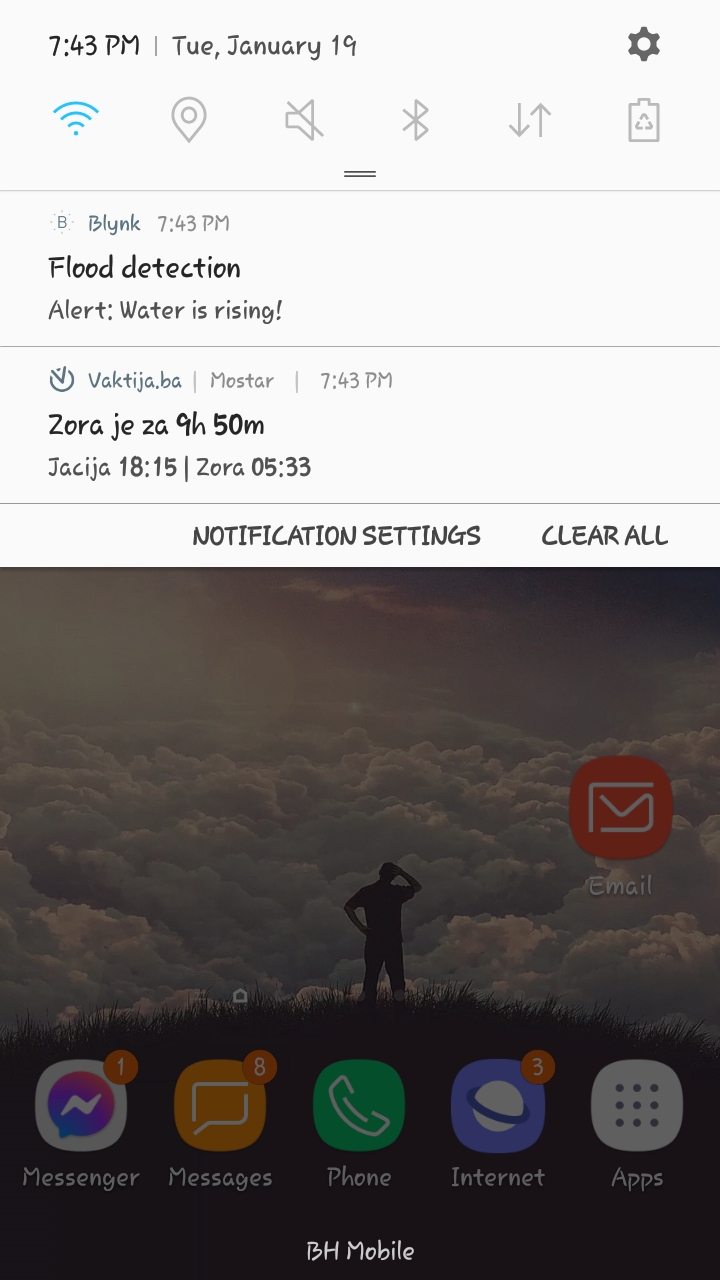 7:43 PM | Tue, January 19
B Blynk 7:43 PM
Flood detection
Alert: Water is rising!
Vaktija.ba | Mostar | 7:43 PM
Zora je za 9h 50m
Jacija 18:15 | Zora 05:33
NOTIFICATION SETTINGS CLEAR ALL
Email
1 8 3
Messenger Messages Phone Internet Apps
BH Mobile